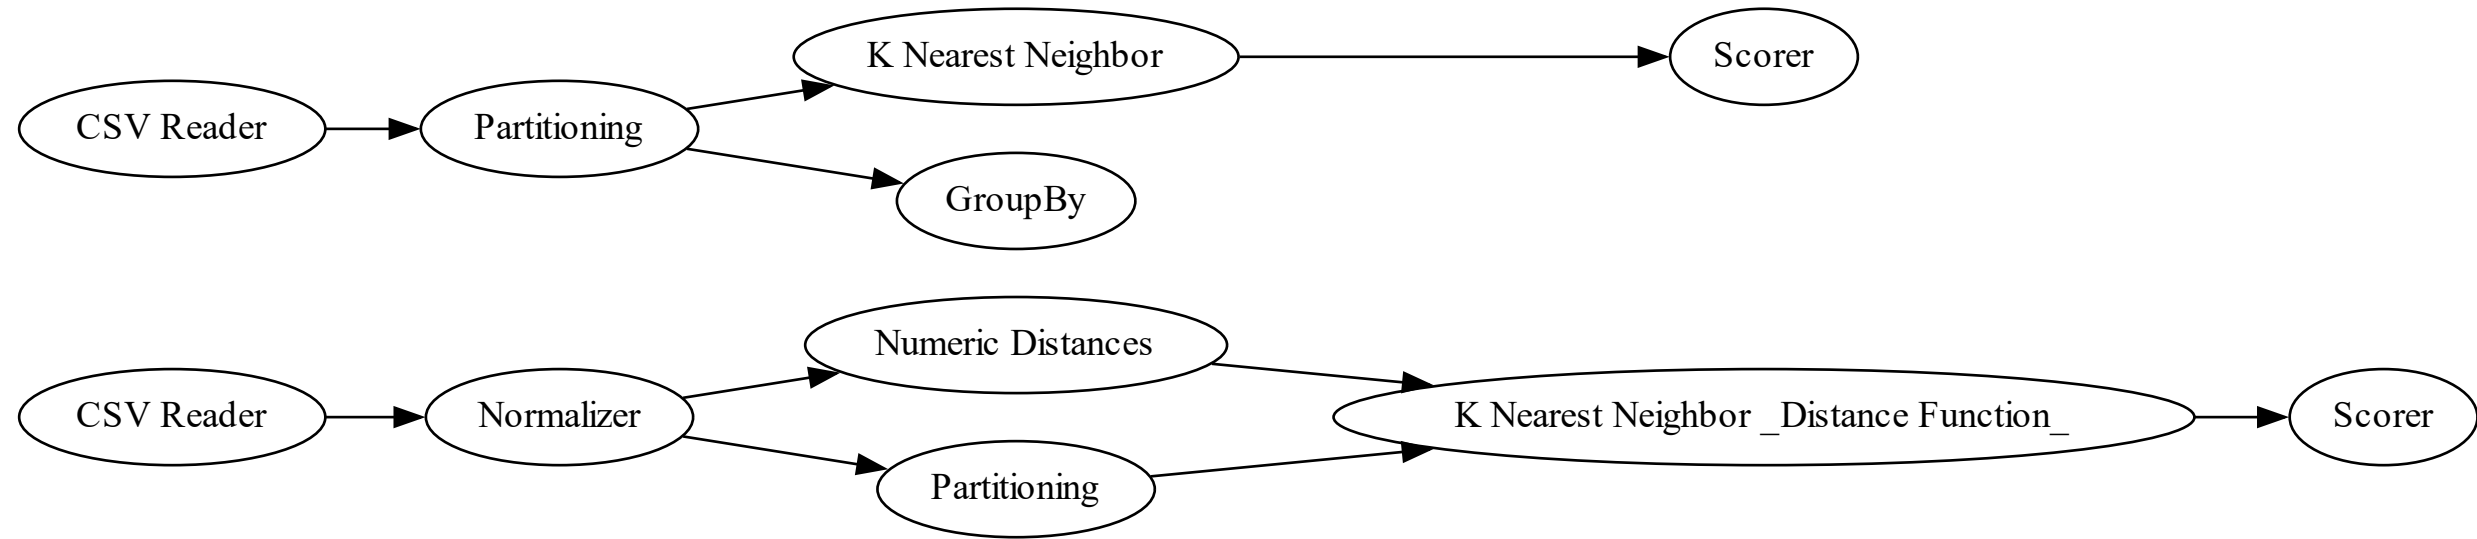 K Nearest Neighbor
Scorer
CSV Reader
Partitioning
GroupBy
Numeric Distances
CSV Reader
Normalizer
K Nearest Neighbor _Distance Function_
Scorer
Partitioning